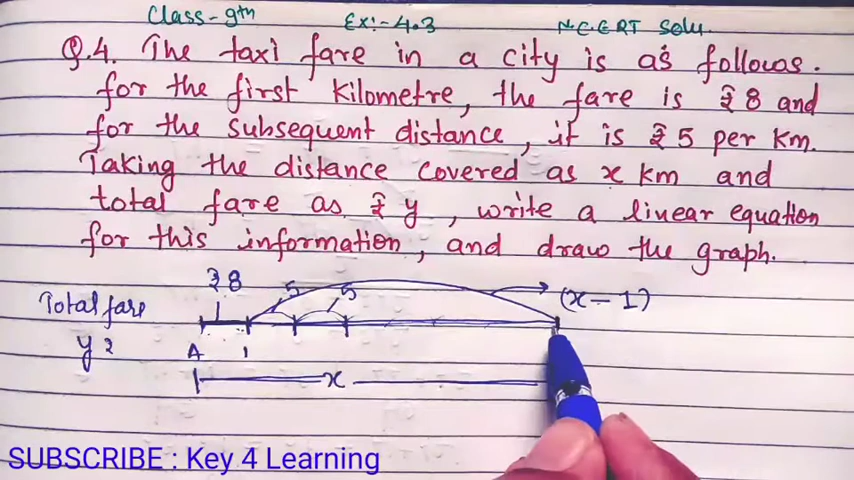 Class-9th Ex:-4.3 N.C.E.RT Solu.
Q.4. The taxi fare in a city is as follows.
for the first kilometre, the fare is ₹8 and
for the subsequent distance, it is ₹5 per km.
Taking the distance covered as x km and
total fare as ₹y, write a linear equation
for this information, and draw the graph.
₹8 5 5 (x-1)
Total fare
y =
A 1
x
SUBSCRIBE : Key 4 Learning